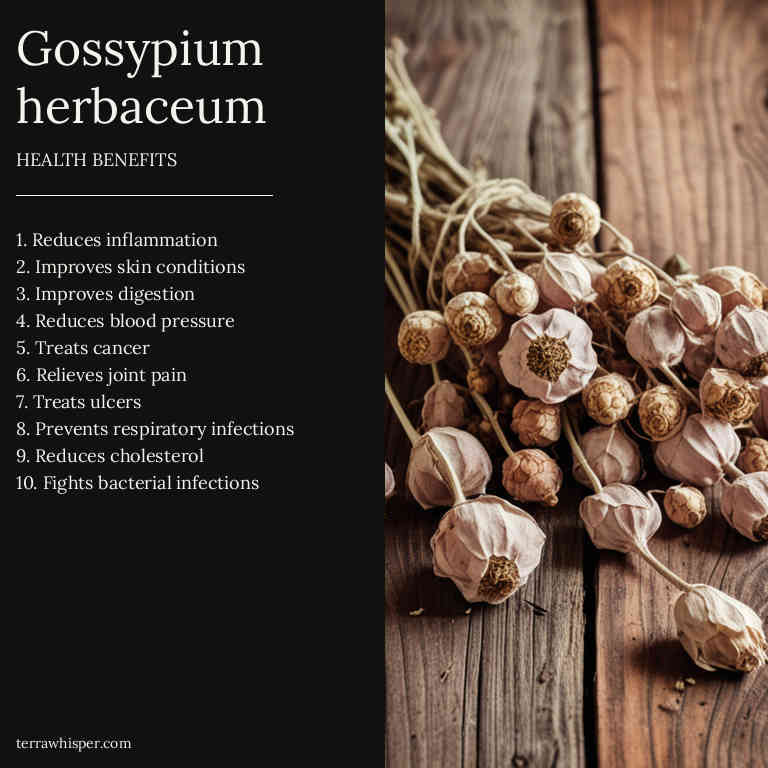 Gossypium
herbaceum
HEALTH BENEFITS
1. Reduces inflammation
2. Improves skin conditions
3. Improves digestion
4. Reduces blood pressure
5. Treats cancer
6. Relieves joint pain
7. Treats ulcers
8. Prevents respiratory infections
9. Reduces cholesterol
10. Fights bacterial infections
terrawhisper.com